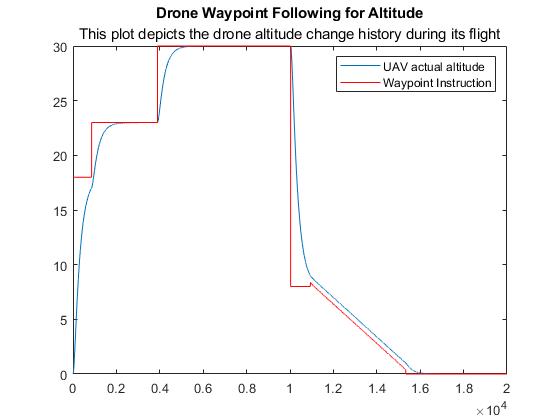 Drone Waypoint Following for Altitude
This plot depicts the drone altitude change history during its flight
UAV actual altitude
Waypoint Instruction
30
25
20
15
10
5
0
0 0.2 0.4 0.6 0.8 1 1.2 1.4 1.6 1.8 2
×10^4